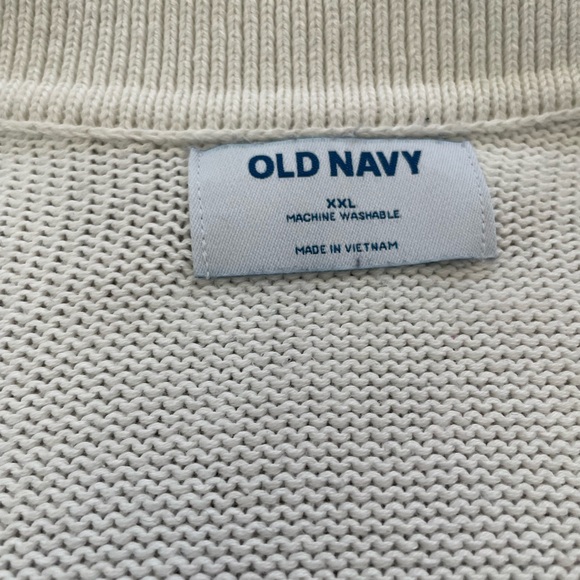 OLD NAVY
XXL
MACHINE WASHABLE
MADE IN VIETNAM